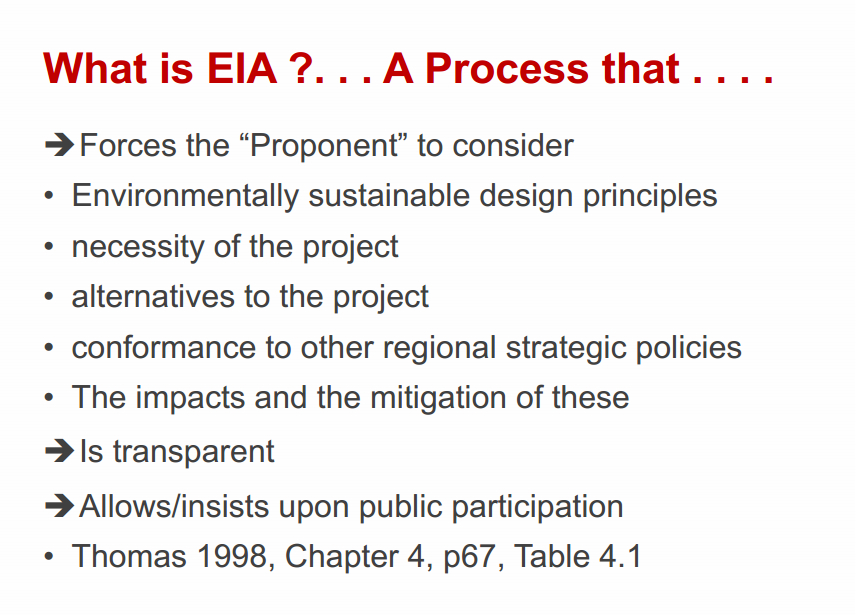 What is EIA ?. . . A Process that . . . .
➔Forces the “Proponent” to consider
• Environmentally sustainable design principles
• necessity of the project
• alternatives to the project
• conformance to other regional strategic policies
• The impacts and the mitigation of these
➔Is transparent
➔Allows/insists upon public participation
• Thomas 1998, Chapter 4, p67, Table 4.1